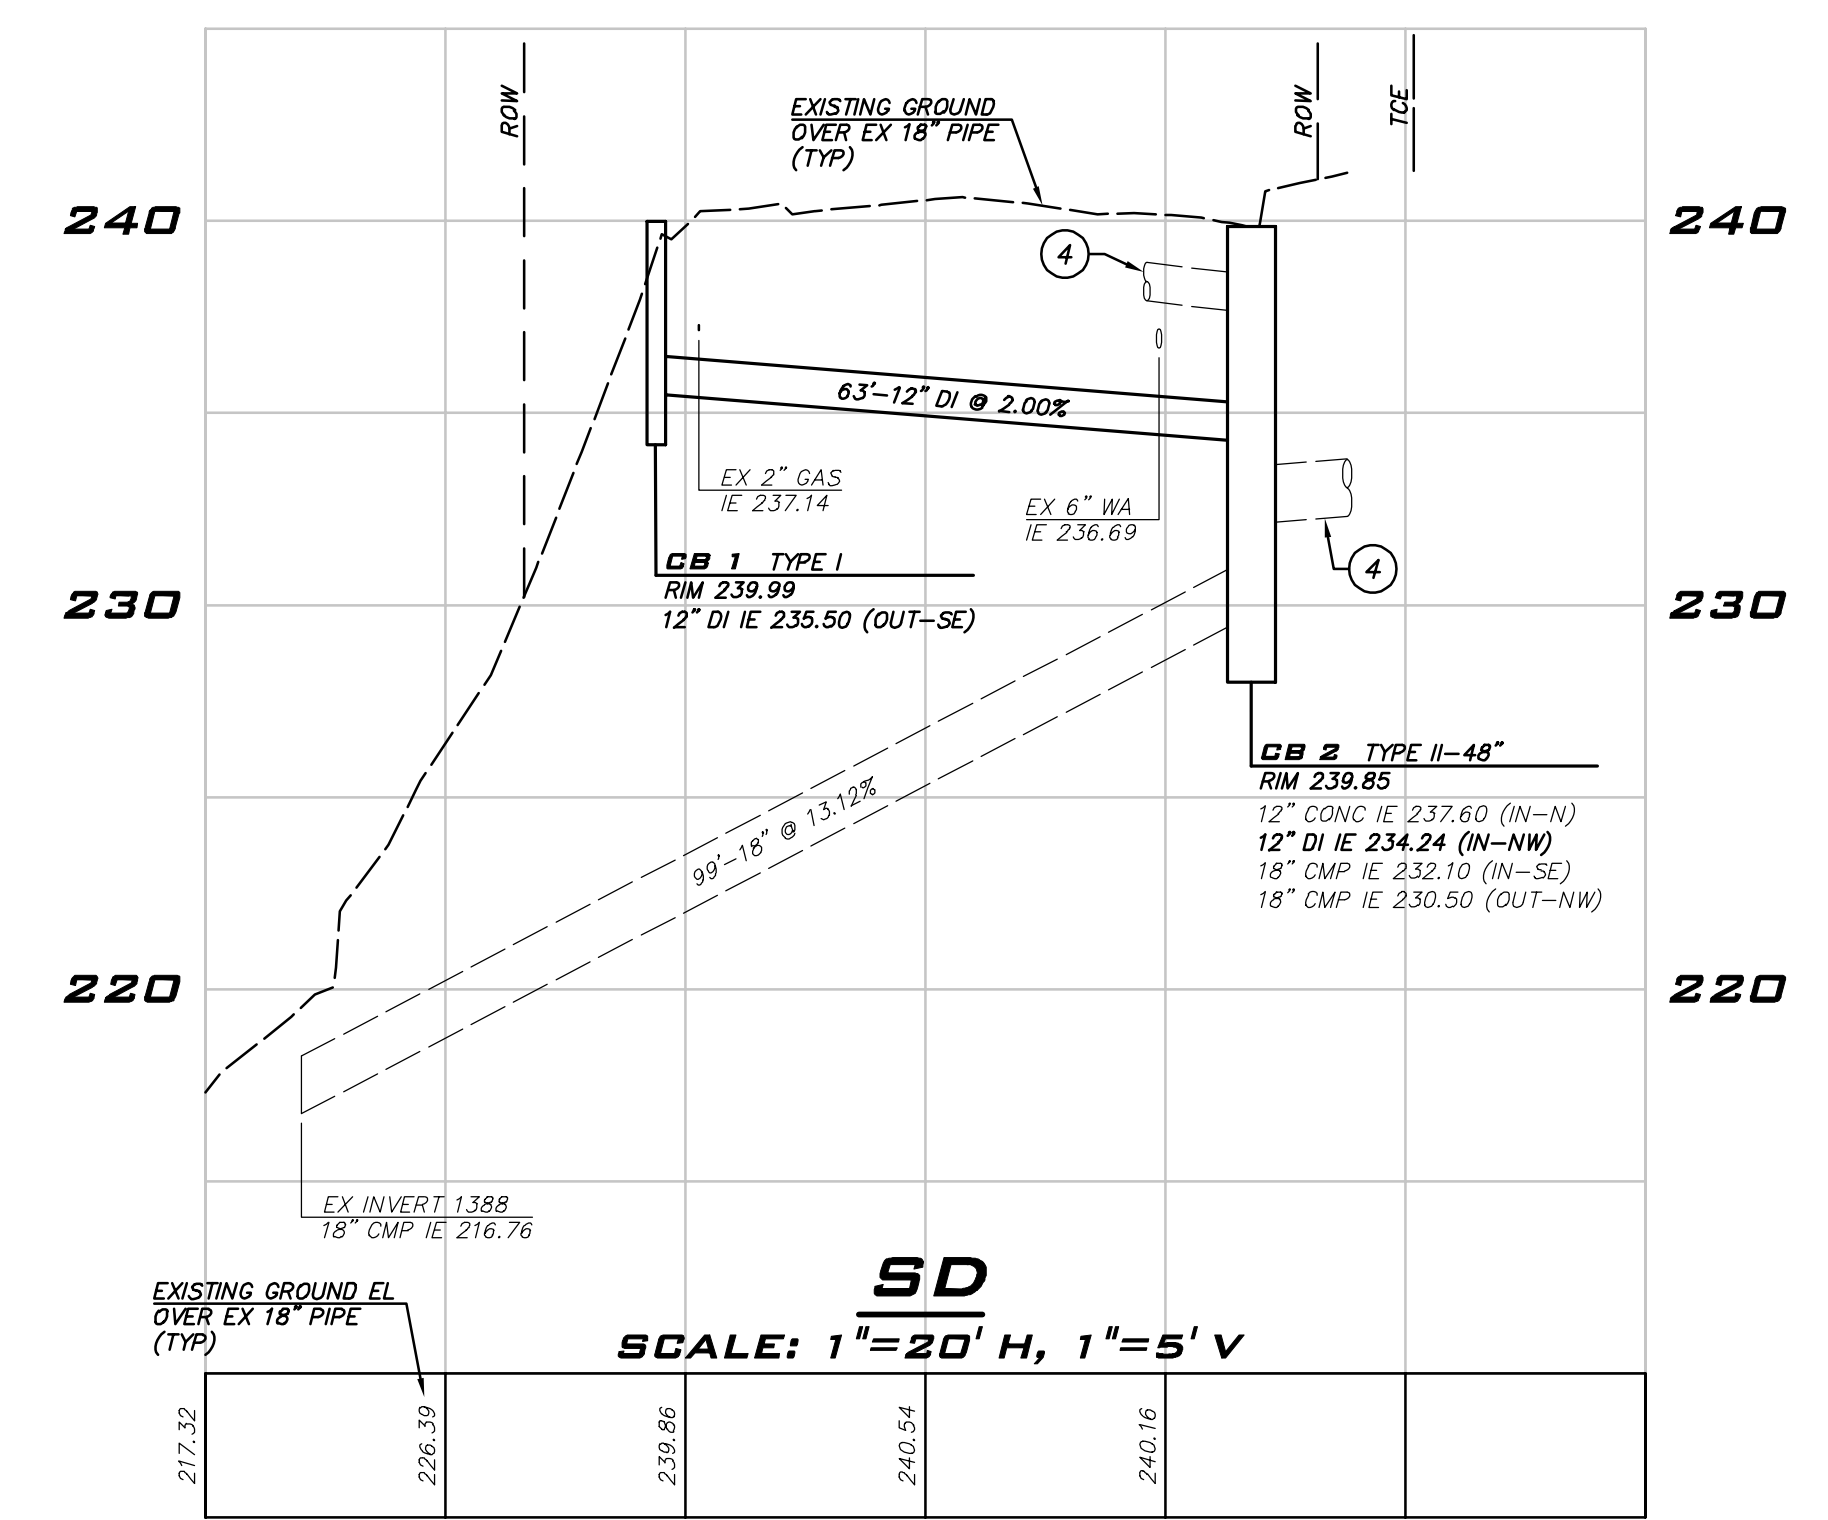 ROW
ROW
TCE
EXISTING GROUND
OVER EX 18" PIPE
(TYP)
240
240
4
63'-12" DI @ 2.00%
EX 2" GAS
IE 237.14
EX 6" WA
IE 236.69
4
CB 1 TYPE I
RIM 239.99
12" DI IE 235.50 (OUT-SE)
230
230
CB 2 TYPE II-48"
RIM 239.85
12" CONC IE 237.60 (IN-N)
12" DI IE 234.24 (IN-NW)
18" CMP IE 232.10 (IN-SE)
18" CMP IE 230.50 (OUT-NW)
99'-18" @ 13.12%
220
220
EX INVERT 1388
18" CMP IE 216.76
SD
SCALE: 1"=20' H, 1"=5' V
EXISTING GROUND EL
OVER EX 18" PIPE
(TYP)
217.32
226.39
239.86
240.54
240.16